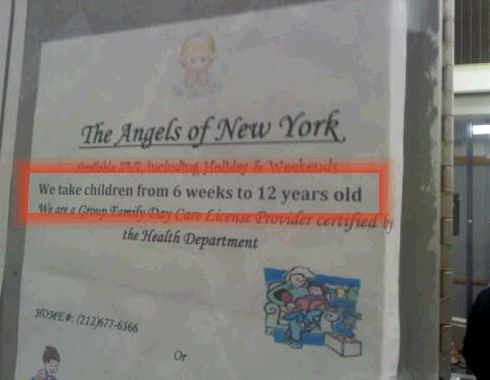 The Angels of New York
Available 24/7, including Holiday & Weekends
We take children from 6 weeks to 12 years old
We are a Group Family Day Care License Provider certified by
the Health Department
HOME#: (212)677-6366
Or